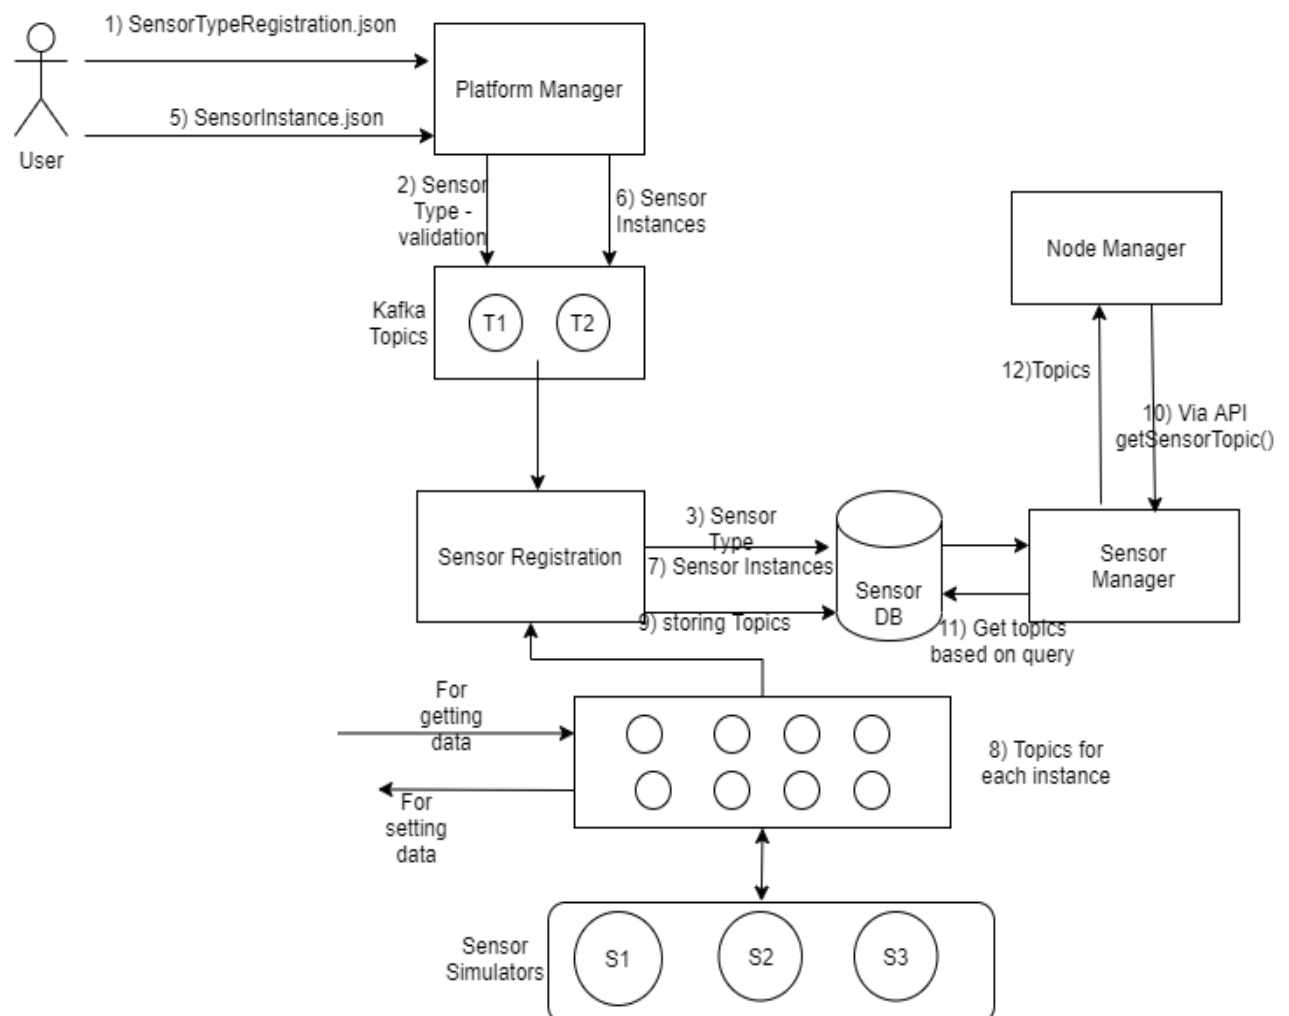 1) SensorTypeRegistration.json
Platform Manager
5) SensorInstance.json
User
2) Sensor
Type -
validation
6) Sensor
Instances
Node Manager
Kafka
Topics
T1
T2
12)Topics
10) Via API
getSensorTopic()
Sensor Registration
3) Sensor
Type
7) Sensor Instances
9) storing Topics
Sensor
DB
Sensor
Manager
11) Get topics
based on query
For
getting
data
8) Topics for
each instance
For
setting
data
Sensor
Simulators
S1
S2
S3